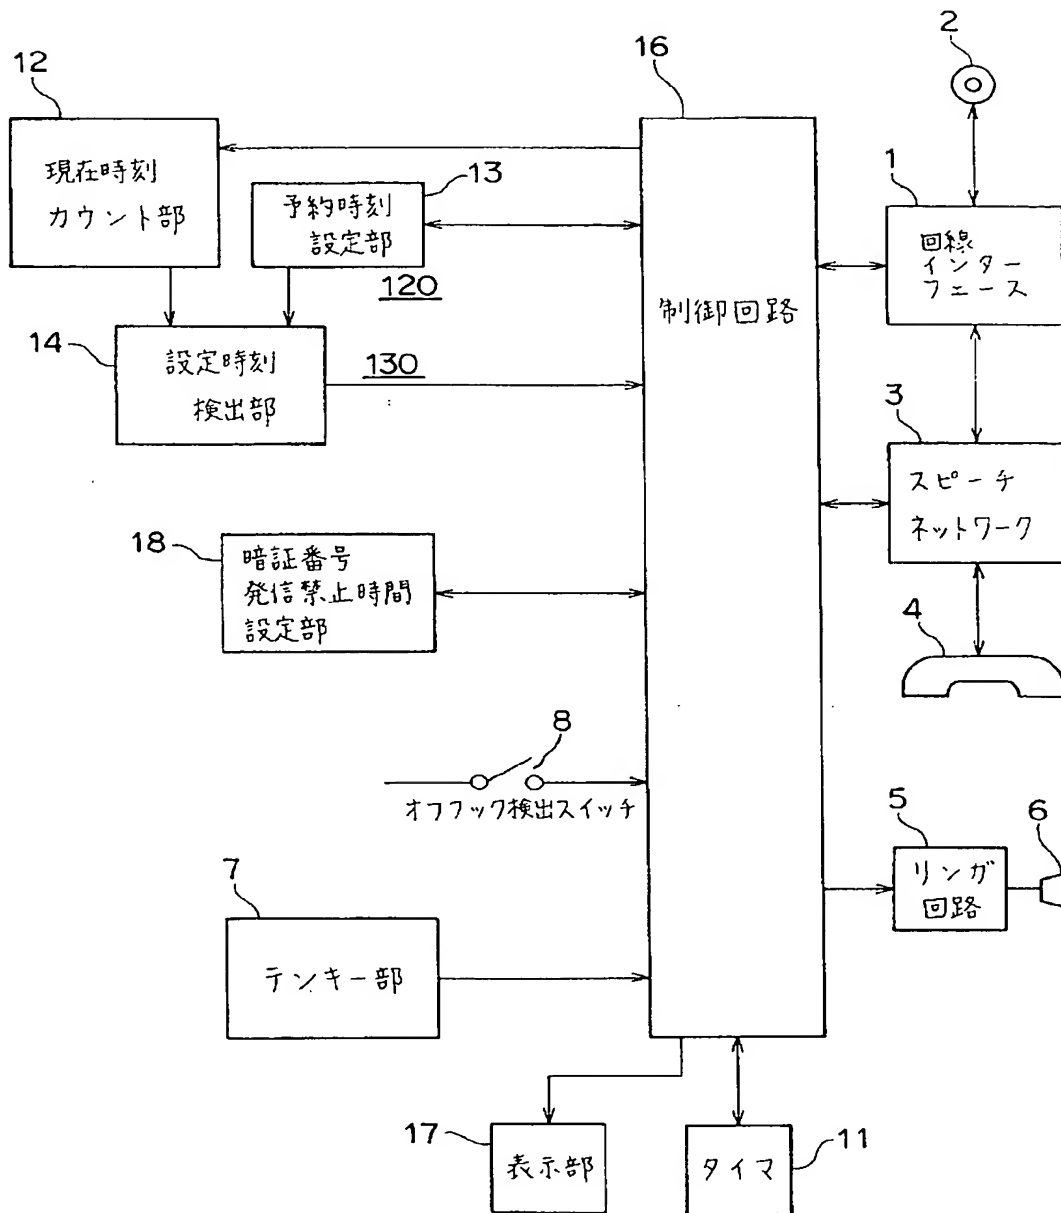 2
16
12
1
13
現在時刻
カウント部
予約時刻
設定部
回線
インター
フェース
120
制御回路
14
設定時刻
検出部
130
3
スピーチ
ネットワーク
18
暗証番号
発信禁止時間
設定部
4
8
オフフック検出スイッチ
5
6
リンガ
回路
7
テンキー部
17
表示部
タイマ
11